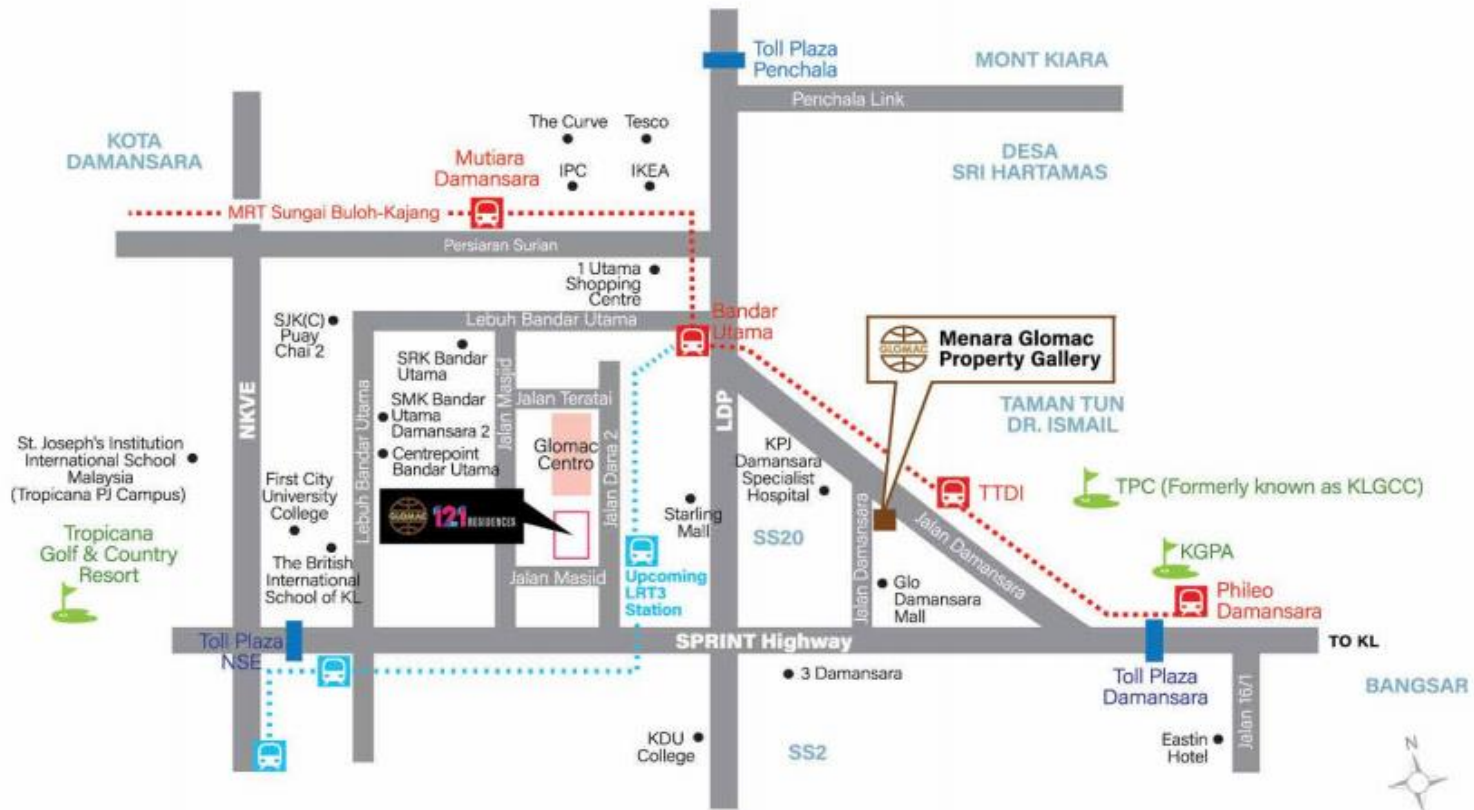 Toll Plaza
Penchala
MONT KIARA
Penchala Link
KOTA
DAMANSARA
The Curve
Tesco
Mutiara
Damansara
IPC
IKEA
DESA
SRI HARTAMAS
MRT Sungai Buloh-Kajang
Persiaran Surian
1 Utama
Shopping
Centre
SJK(C)
Puay
Chai 2
Lebuh Bandar Utama
Bandar
Utama
GLOMAC
Menara Glomac
Property Gallery
SRK Bandar
Utama
SMK Bandar
Utama
Damansara 2
Centrepoint
Bandar Utama
Jalan Masjid
Jalan Teratai
Glomac
Centro
Jalan Dana 2
NKVE
Lebuh Bandar Utama
LDP
TAMAN TUN
DR. ISMAIL
St. Joseph's Institution
International School
Malaysia
(Tropicana PJ Campus)
First City
University
College
GLOMAC
121 RESIDENCES
Starling
Mall
KPJ
Damansara
Specialist
Hospital
TTDI
TPC (Formerly known as KLGCC)
Tropicana
Golf & Country
Resort
The British
International
School of KL
Jalan Masjid
Upcoming
LRT3
Station
SS20
Jalan Damansara
Jalan Damansara
Glo
Damansara
Mall
KGPA
Phileo
Damansara
Toll Plaza
NSE
SPRINT Highway
TO KL
3 Damansara
Toll Plaza
Damansara
Jalan 16/1
BANGSAR
KDU
College
SS2
Eastin
Hotel
N